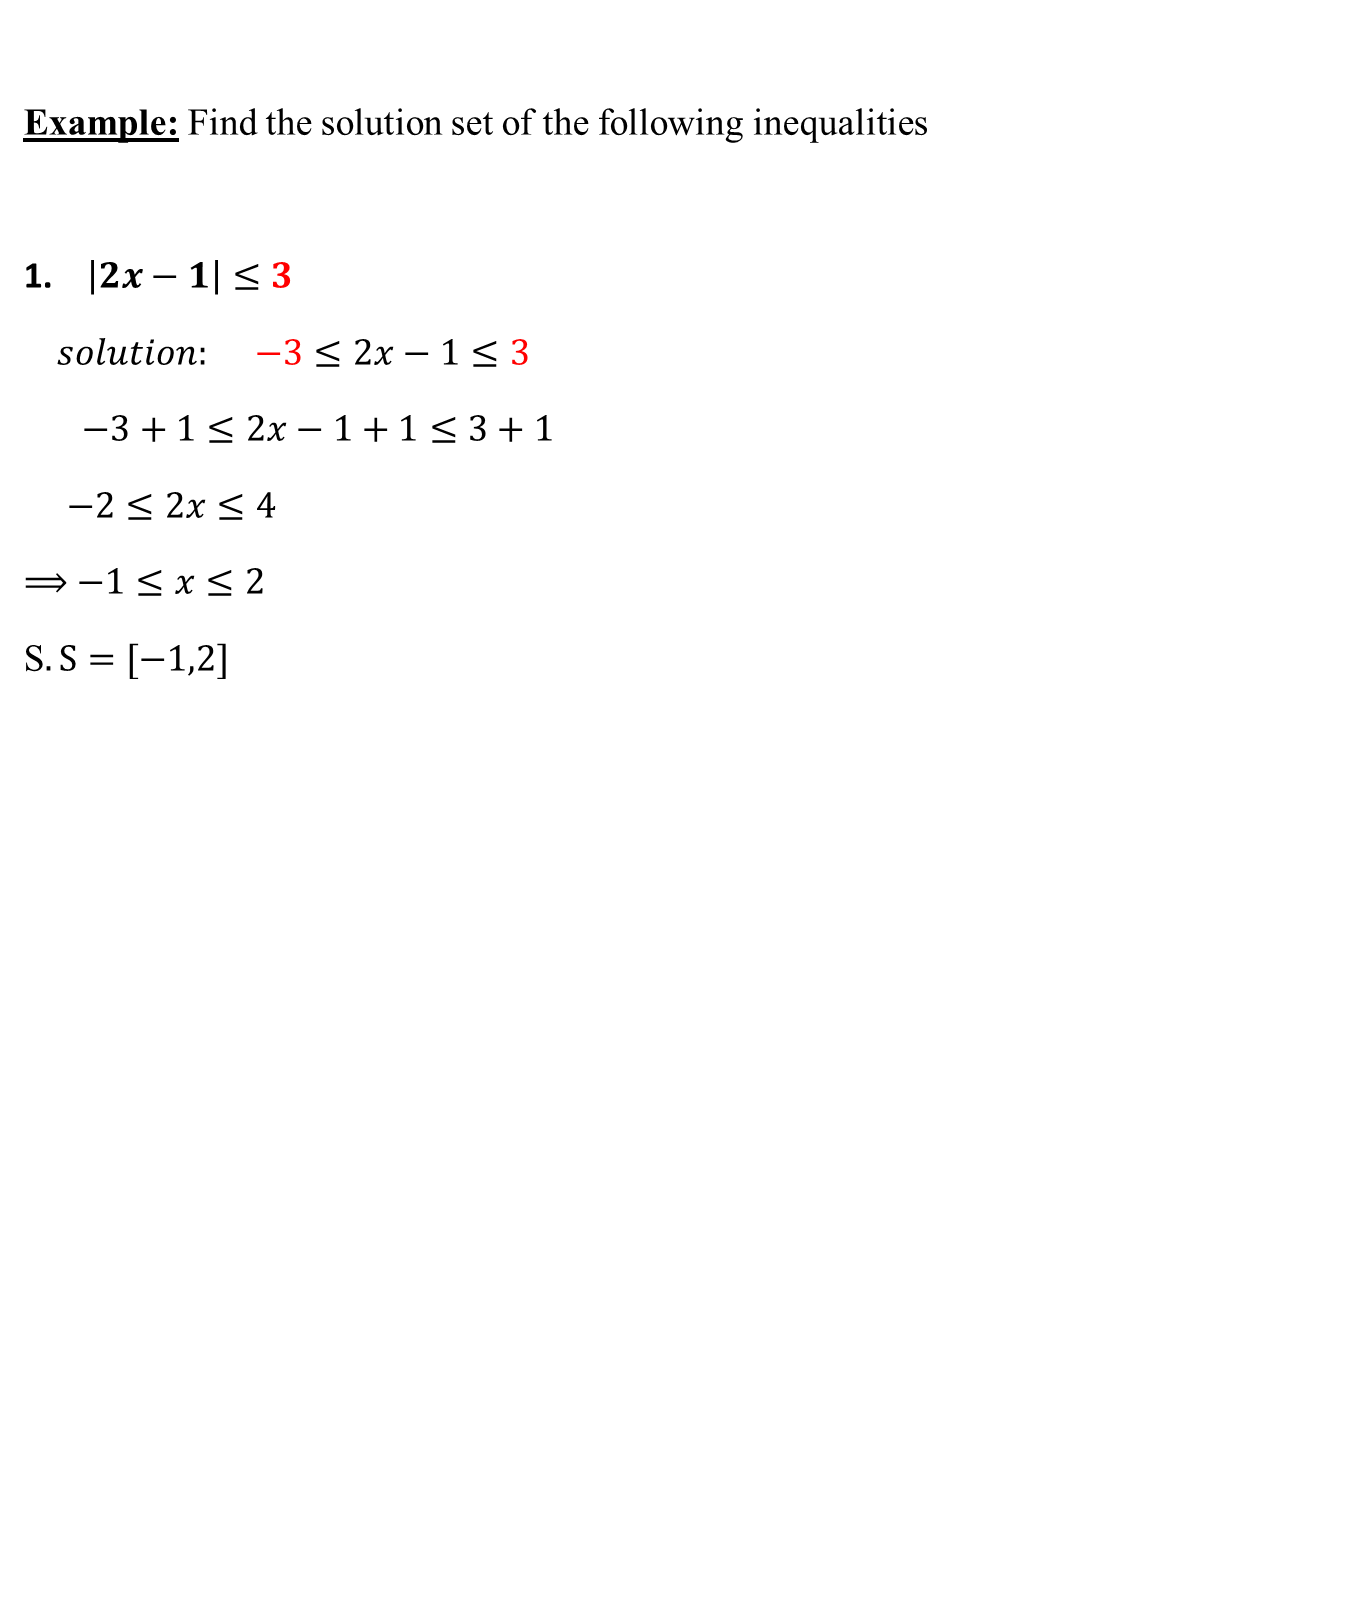 Example: Find the solution set of the following inequalities
1. |2x − 1| ≤ 3
solution: −3 ≤ 2x − 1 ≤ 3
−3 + 1 ≤ 2x − 1 + 1 ≤ 3 + 1
−2 ≤ 2x ≤ 4
⟹ −1 ≤ x ≤ 2
S. S = [−1,2]